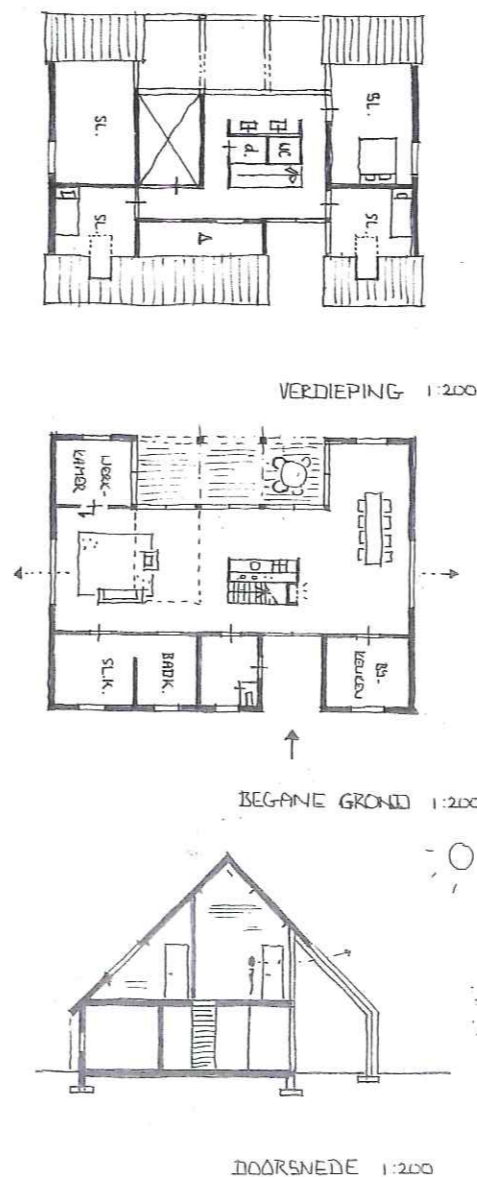 SL.
SL.
d.
WC
SL.
SL.
VERDIEPING 1:200
WERK-
KAMER
SL.K.
BADK.
BIJ-
KEUKEN
BEGANE GROND 1:200
DOORSNEDE 1:200